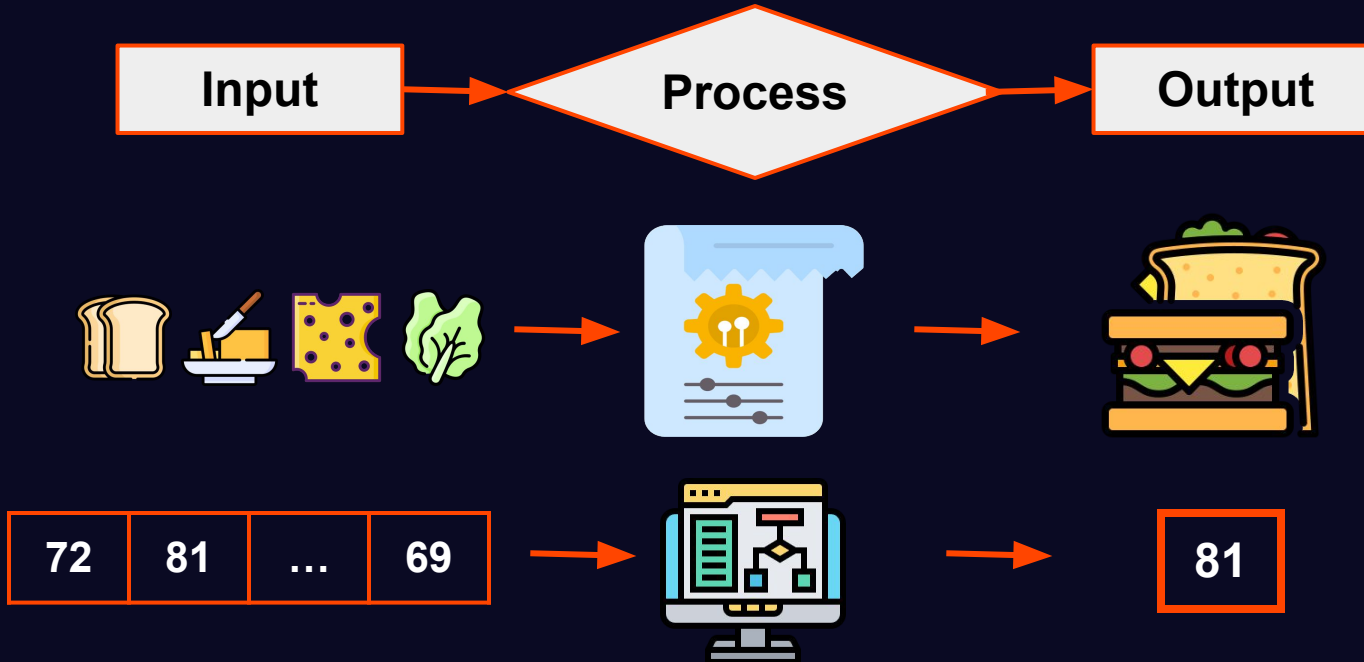 Input
Process
Output
72 81 … 69
81